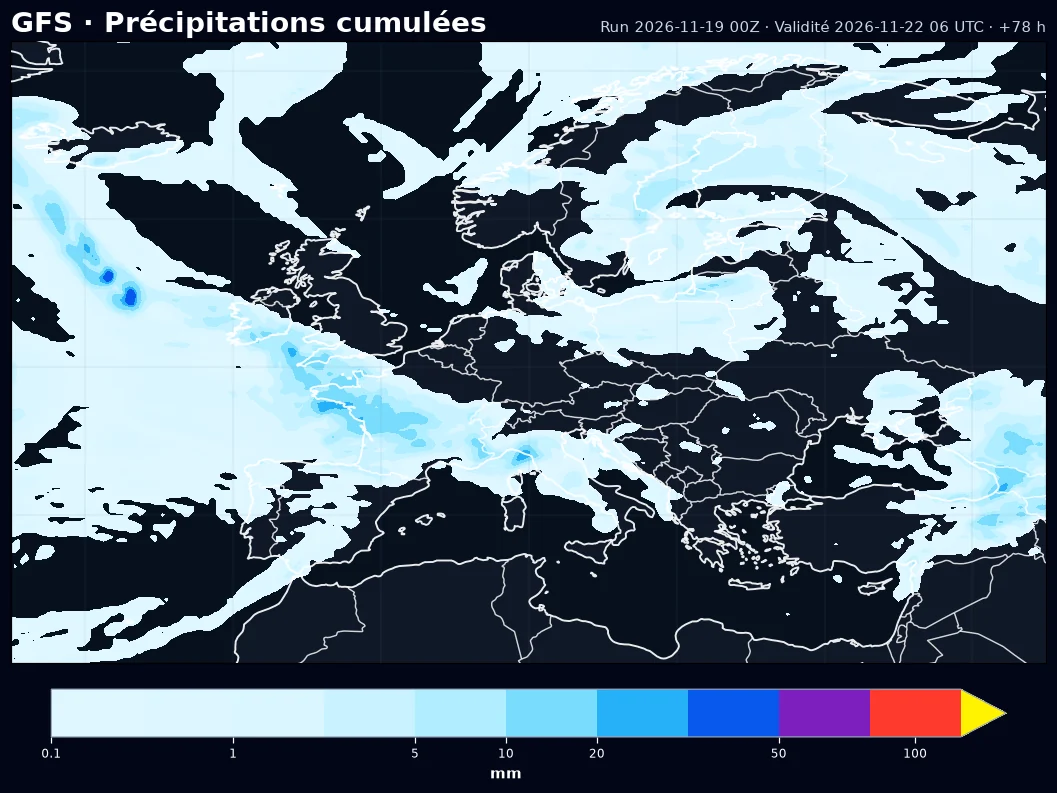 GFS · Précipitations cumulées
Run 2026-11-19 00Z · Validité 2026-11-22 06 UTC · +78 h
0.1 1 5 10 20 50 100
mm